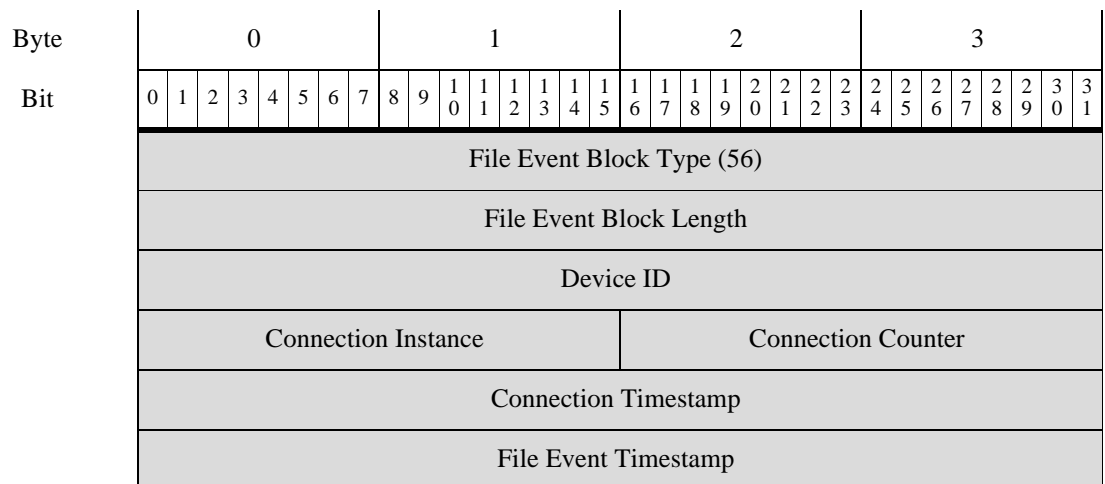 Byte 0 1 2 3
Bit 0 1 2 3 4 5 6 7 8 9 10 11 12 13 14 15 16 17 18 19 20 21 22 23 24 25 26 27 28 29 30 31
File Event Block Type (56)
File Event Block Length
Device ID
Connection Instance Connection Counter
Connection Timestamp
File Event Timestamp